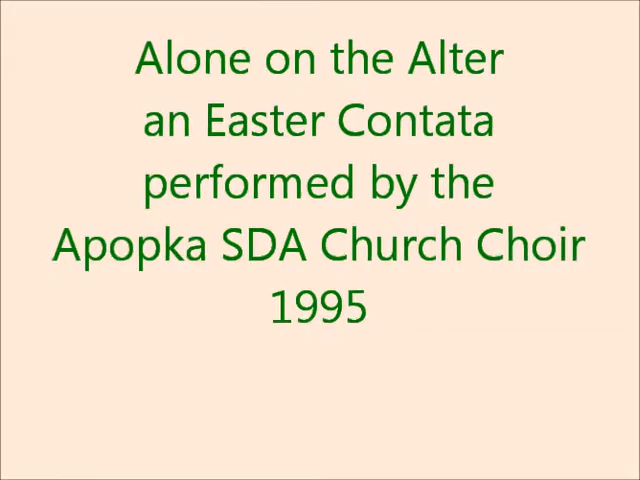 Alone on the Alter
an Easter Contata
performed by the
Apopka SDA Church Choir
1995